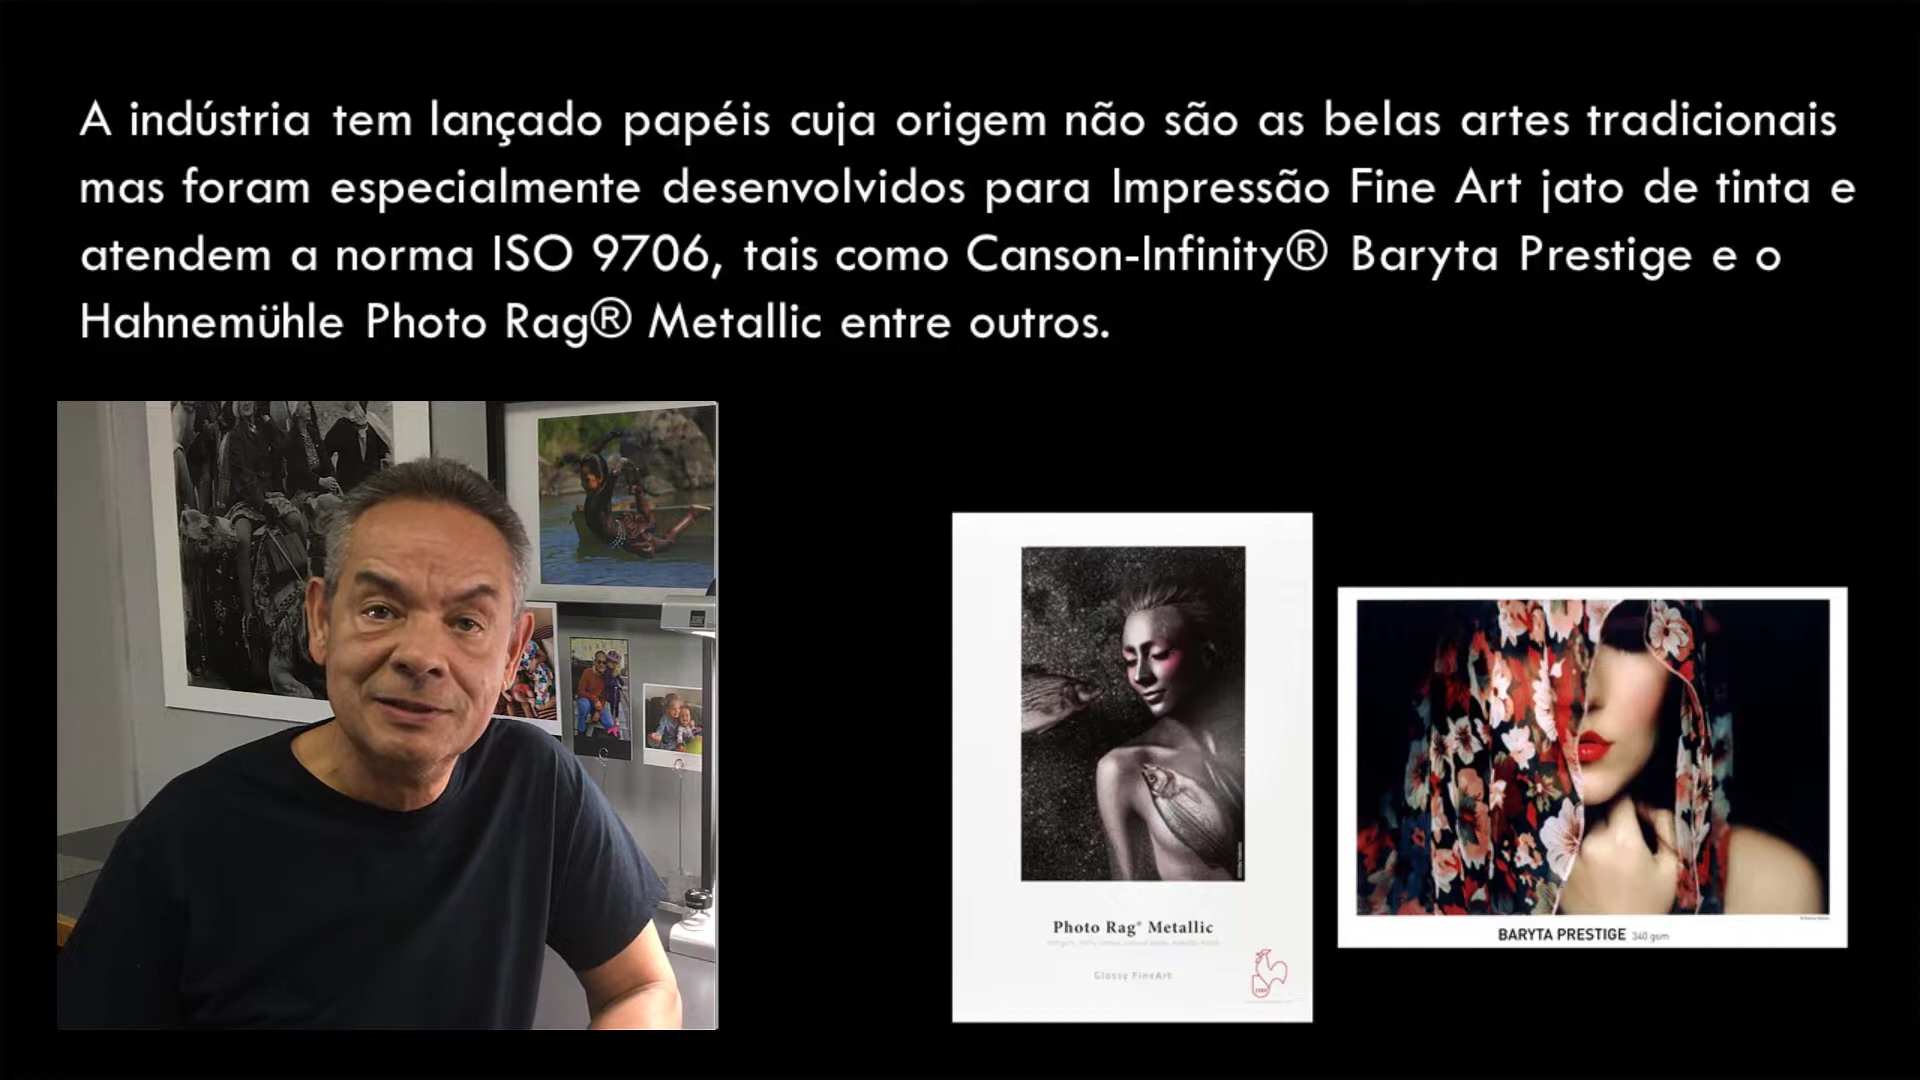 A indústria tem lançado papéis cuja origem não são as belas artes tradicionais
mas foram especialmente desenvolvidos para Impressão Fine Art jato de tinta e
atendem a norma ISO 9706, tais como Canson-Infinity® Baryta Prestige e o
Hahnemühle Photo Rag® Metallic entre outros.
Photo Rag® Metallic
Glossy FineArt
BARYTA PRESTIGE 340 gsm